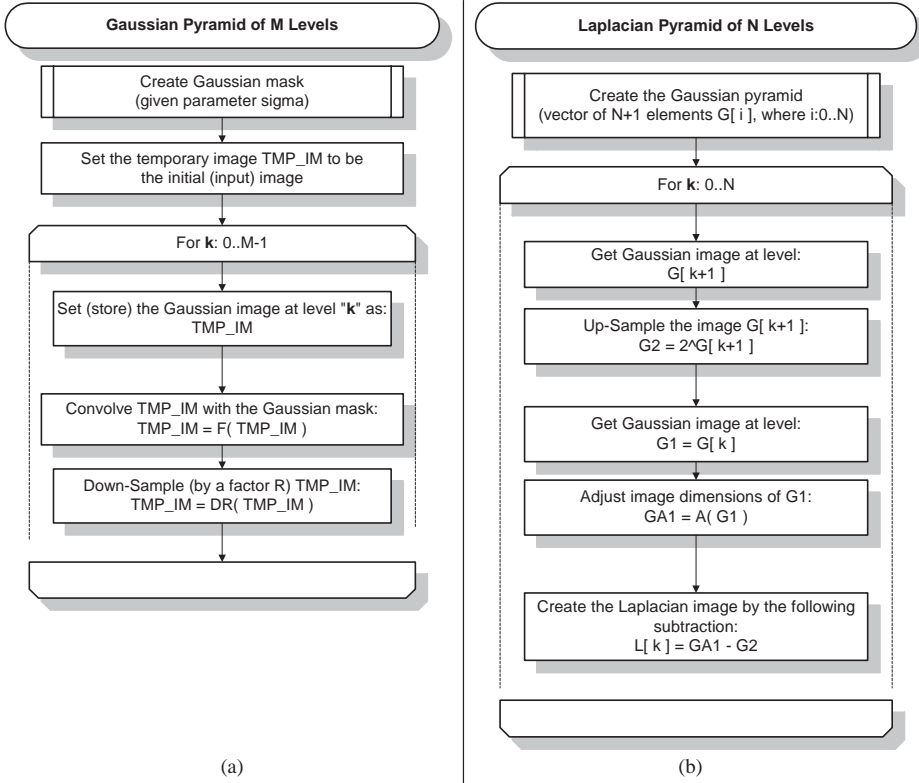 Gaussian Pyramid of M Levels
Create Gaussian mask
(given parameter sigma)
Set the temporary image TMP_IM to be
the initial (input) image
For k: 0..M-1
Set (store) the Gaussian image at level "k" as:
TMP_IM
Convolve TMP_IM with the Gaussian mask:
TMP_IM = F( TMP_IM )
Down-Sample (by a factor R) TMP_IM:
TMP_IM = DR( TMP_IM )
(a)
Laplacian Pyramid of N Levels
Create the Gaussian pyramid
(vector of N+1 elements G[ i ], where i:0..N)
For k: 0..N
Get Gaussian image at level:
G[ k+1 ]
Up-Sample the image G[ k+1 ]:
G2 = 2^G[ k+1 ]
Get Gaussian image at level:
G1 = G[ k ]
Adjust image dimensions of G1:
GA1 = A( G1 )
Create the Laplacian image by the following
subtraction:
L[ k ] = GA1 - G2
(b)